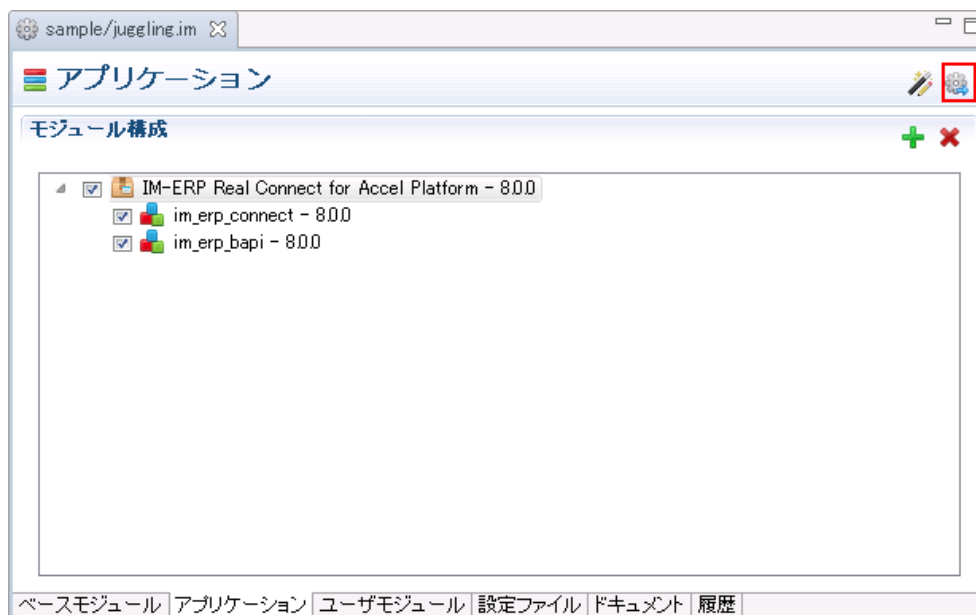 sample/juggling.im
アプリケーション
モジュール構成
IM-ERP Real Connect for Accel Platform - 8.0.0
im_erp_connect - 8.0.0
im_erp_bapi - 8.0.0
ベースモジュール アプリケーション ユーザモジュール 設定ファイル ドキュメント 履歴